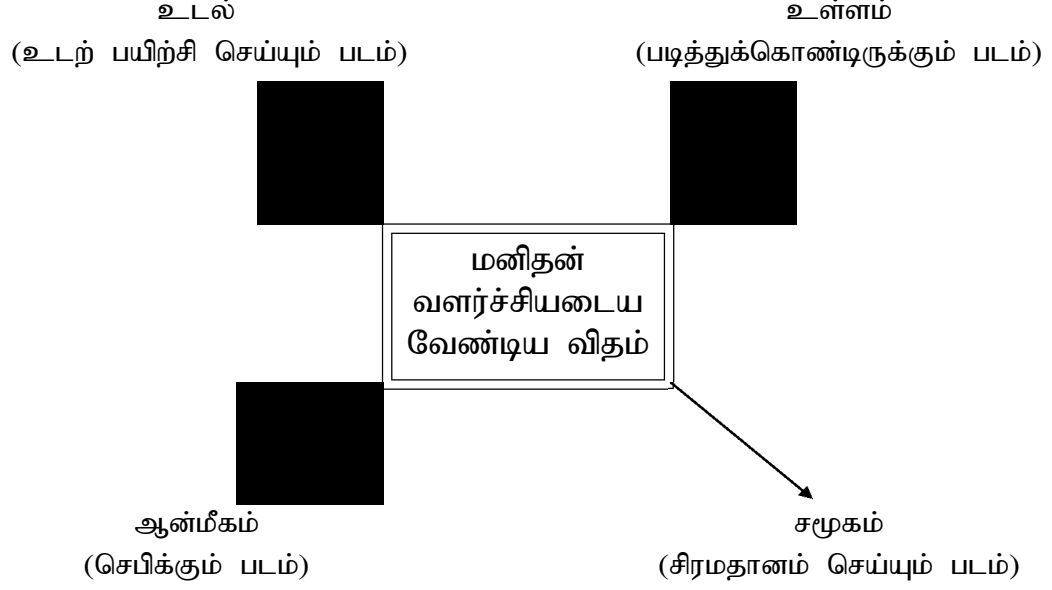 உடல்
(உடற் பயிற்சி செய்யும் படம்)
உள்ளம்
(படித்துக்கொண்டிருக்கும் படம்)
மனிதன்
வளர்ச்சியடைய
வேண்டிய விதம்
ஆன்மீகம்
(செபிக்கும் படம்)
சமூகம்
(சிரமதானம் செய்யும் படம்)